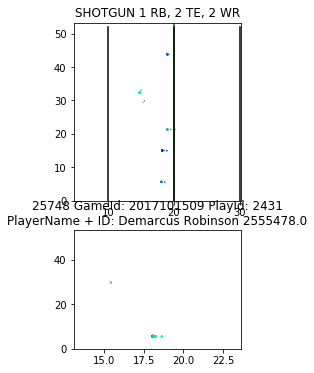 SHOTGUN 1 RB, 2 TE, 2 WR
50
40
30
20
10
0
10 20 30
25748 GameId: 2017101509 PlayId: 2431
PlayerName + ID: Demarcus Robinson 2555478.0
40
20
0
15.0 17.5 20.0 22.5